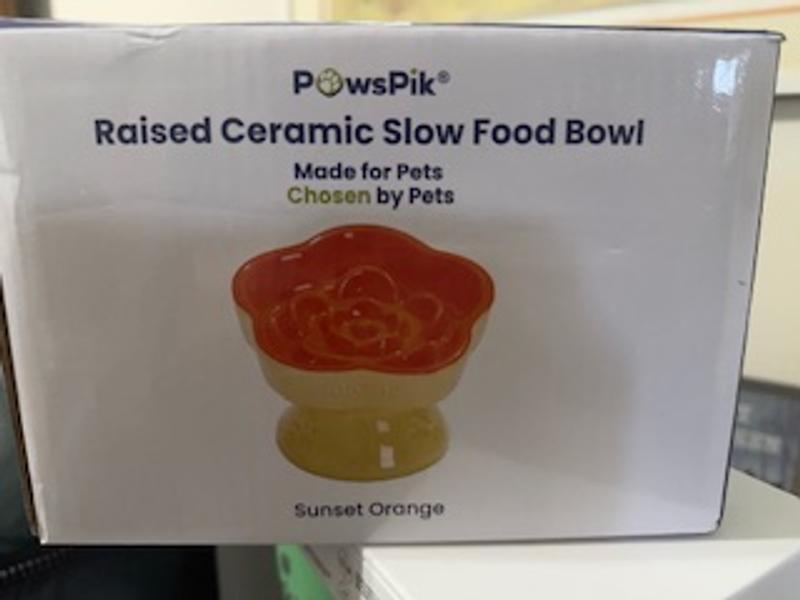 PawsPik®
Raised Ceramic Slow Food Bowl
Made for Pets
Chosen by Pets
Sunset Orange